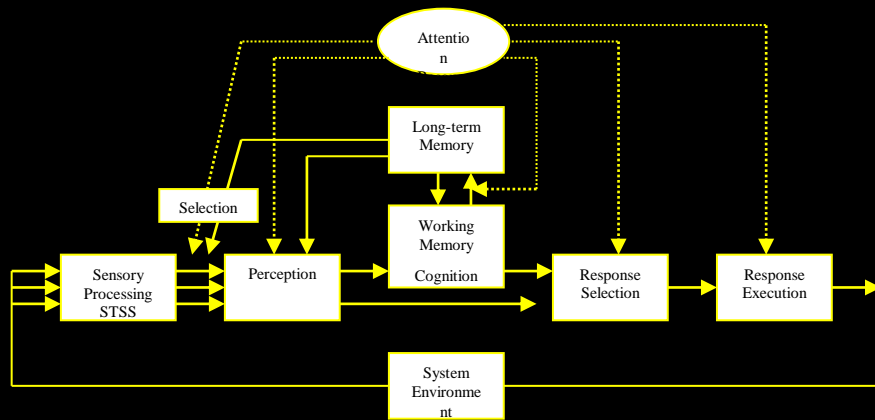 Attentio
n
Long-term
Memory
Selection
Working
Memory
Cognition
Sensory
Processing
STSS
Perception
Response
Selection
Response
Execution
System
Environme
nt